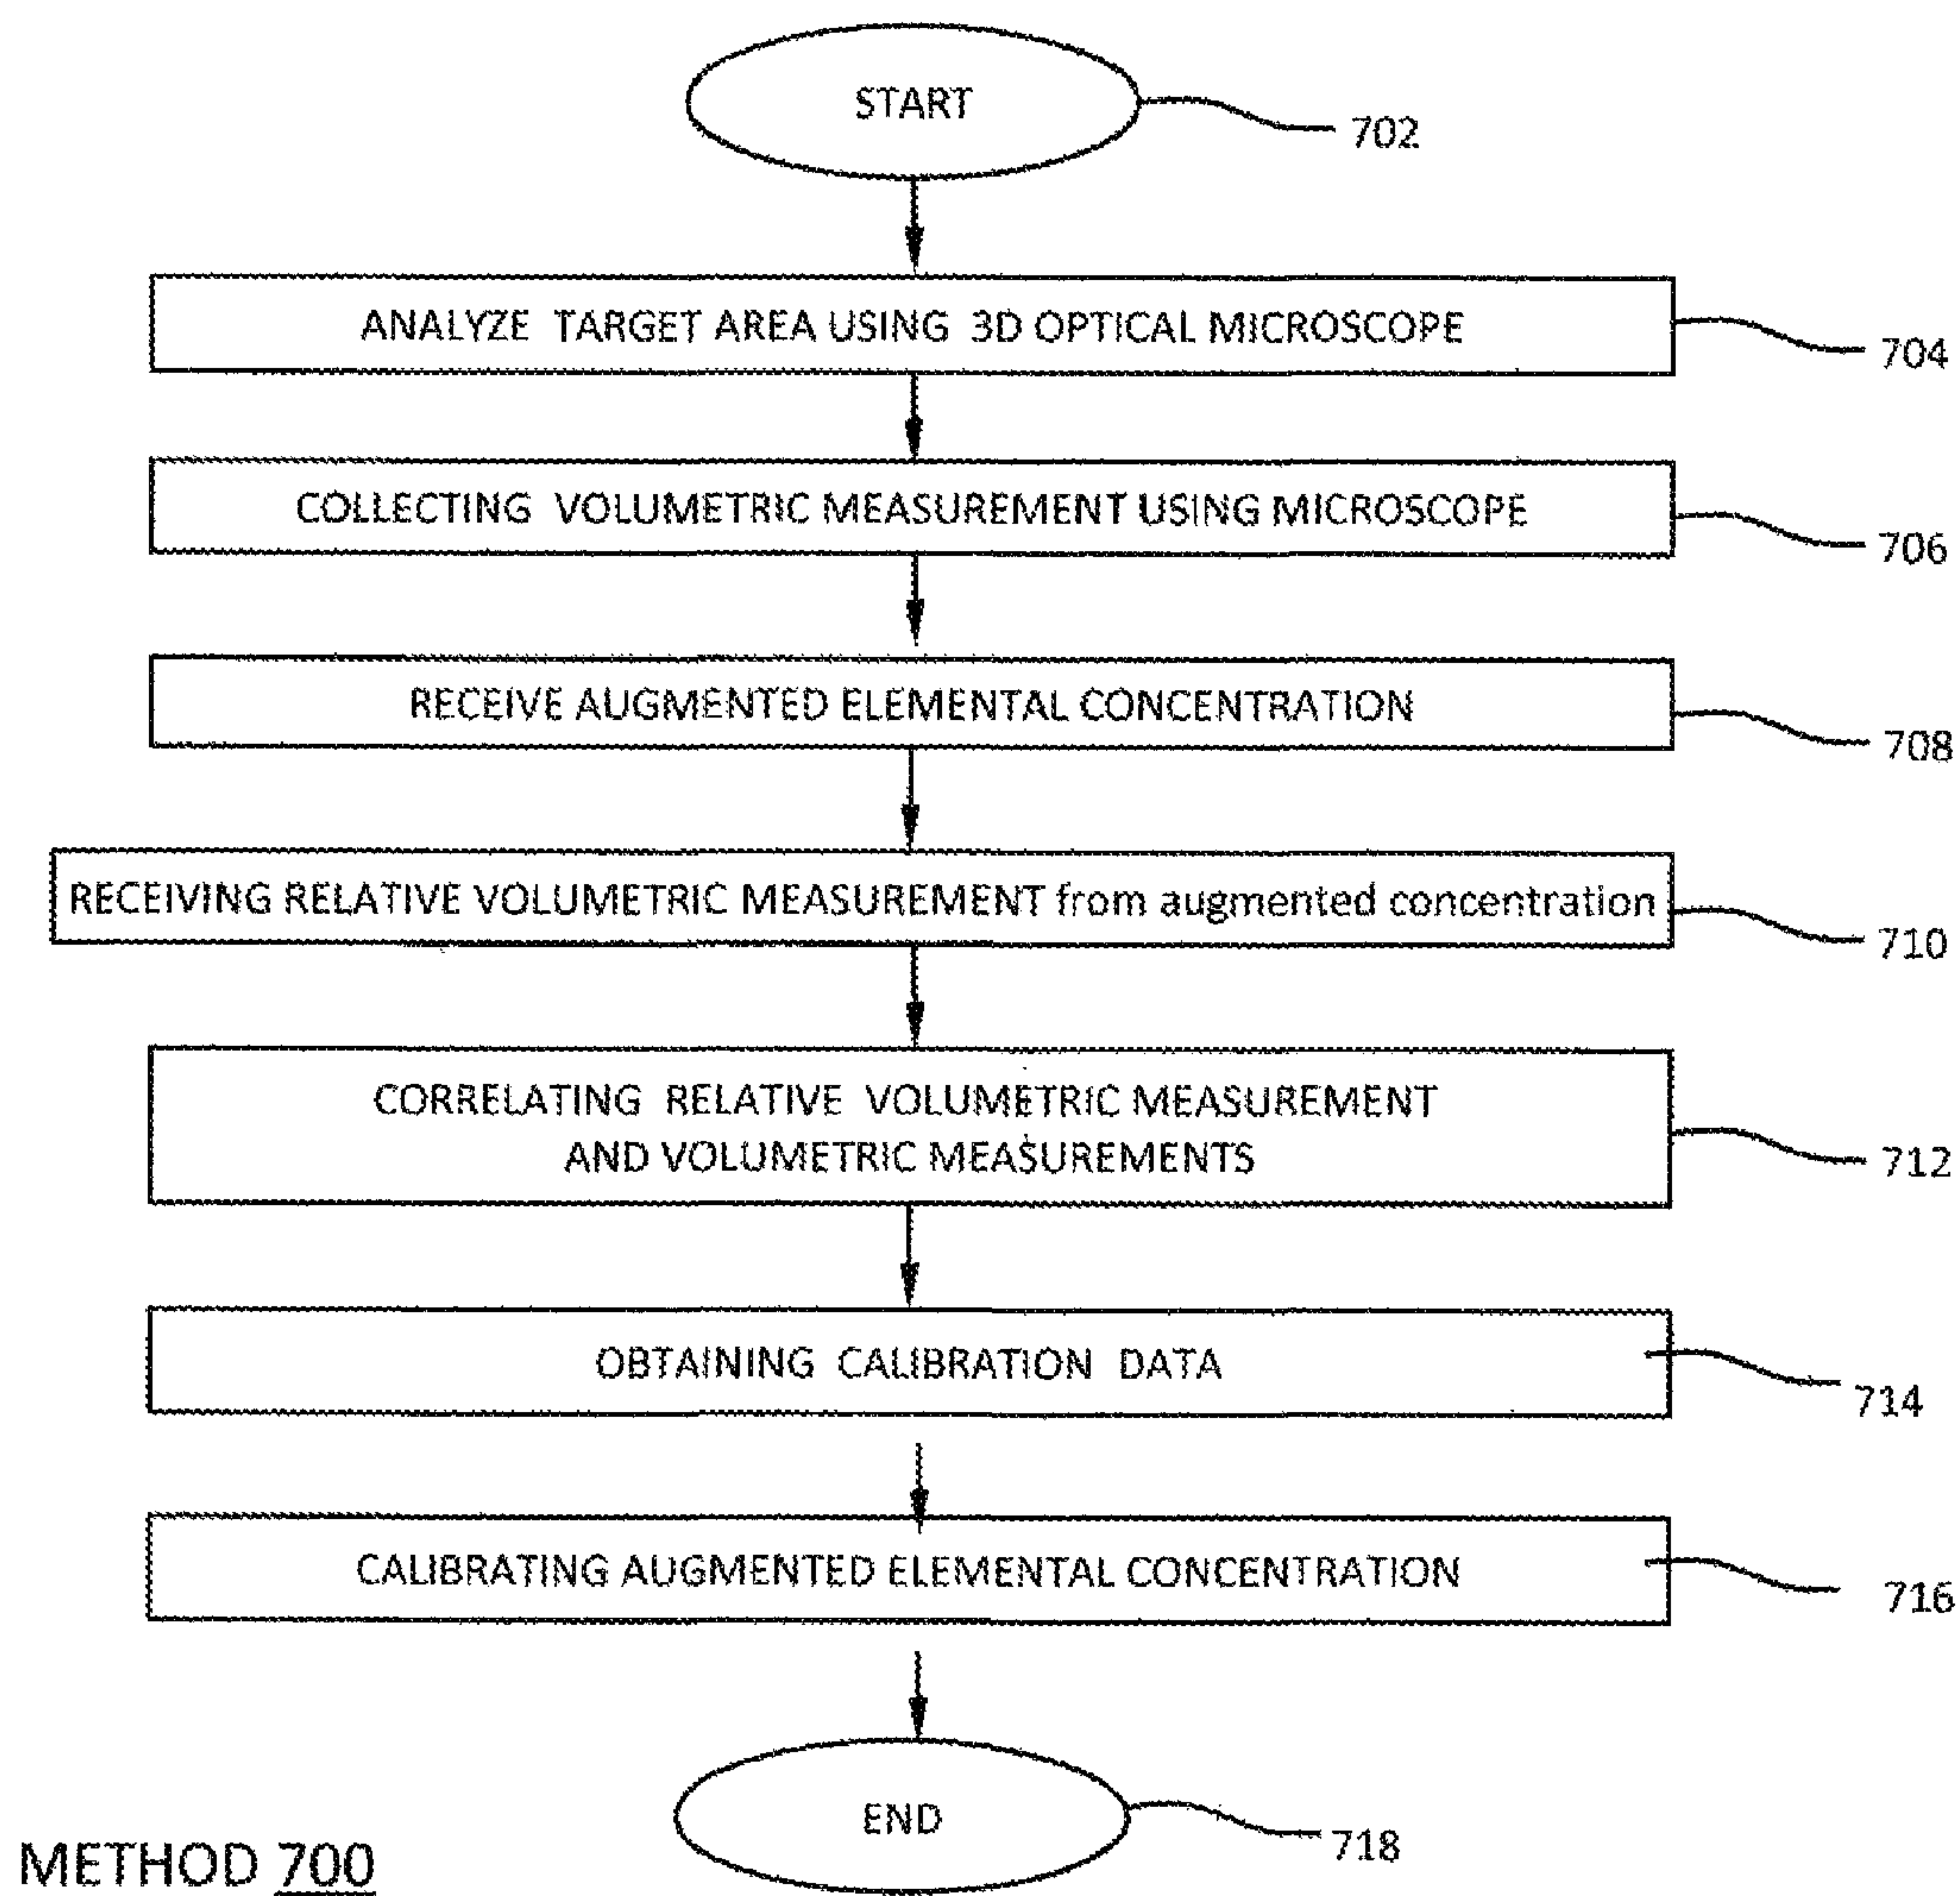 START
702
ANALYZE TARGET AREA USING 3D OPTICAL MICROSCOPE
704
COLLECTING VOLUMETRIC MEASUREMENT USING MICROSCOPE
706
RECEIVE AUGMENTED ELEMENTAL CONCENTRATION
708
RECEIVING RELATIVE VOLUMETRIC MEASUREMENT from augmented concentration
710
CORRELATING RELATIVE VOLUMETRIC MEASUREMENT
AND VOLUMETRIC MEASUREMENTS
712
OBTAINING CALIBRATION DATA
714
CALIBRATING AUGMENTED ELEMENTAL CONCENTRATION
716
END
718
METHOD 700